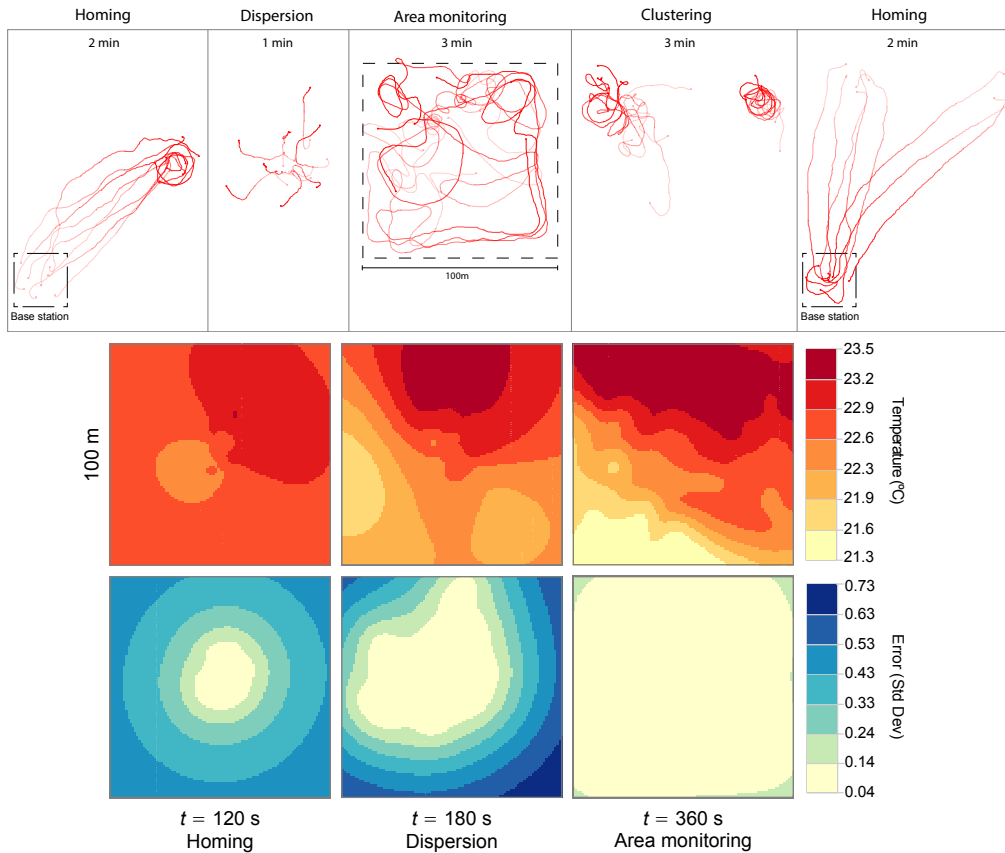 Homing
Dispersion
Area monitoring
Clustering
Homing
2 min
1 min
3 min
3 min
2 min
Base station
100m
Base station
100 m
23.5
23.2
22.9
22.6
22.3
21.9
21.6
21.3
Temperature (ºC)
0.73
0.63
0.53
0.43
0.33
0.24
0.14
0.04
Error (Std Dev)
t = 120 s
Homing
t = 180 s
Dispersion
t = 360 s
Area monitoring